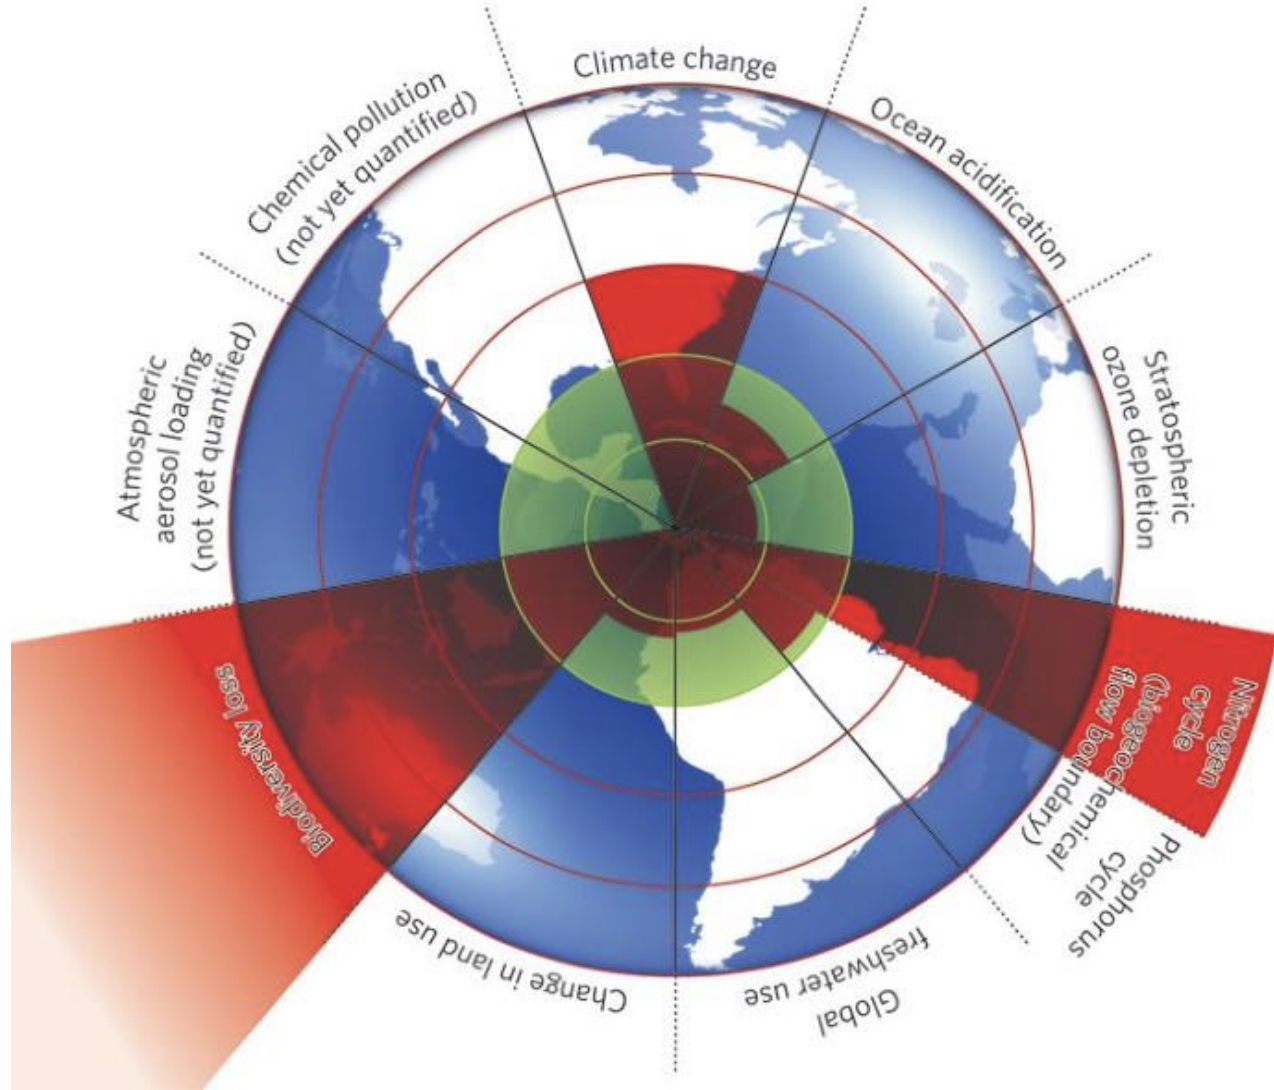 Climate change
Ocean acidification
Stratospheric
ozone depletion
Nitrogen
cycle
(biogeochemical
flow boundary)
Phosphorus
cycle
Global
freshwater use
Change in land use
Biodiversity loss
Atmospheric
aerosol loading
(not yet quantified)
Chemical pollution
(not yet quantified)